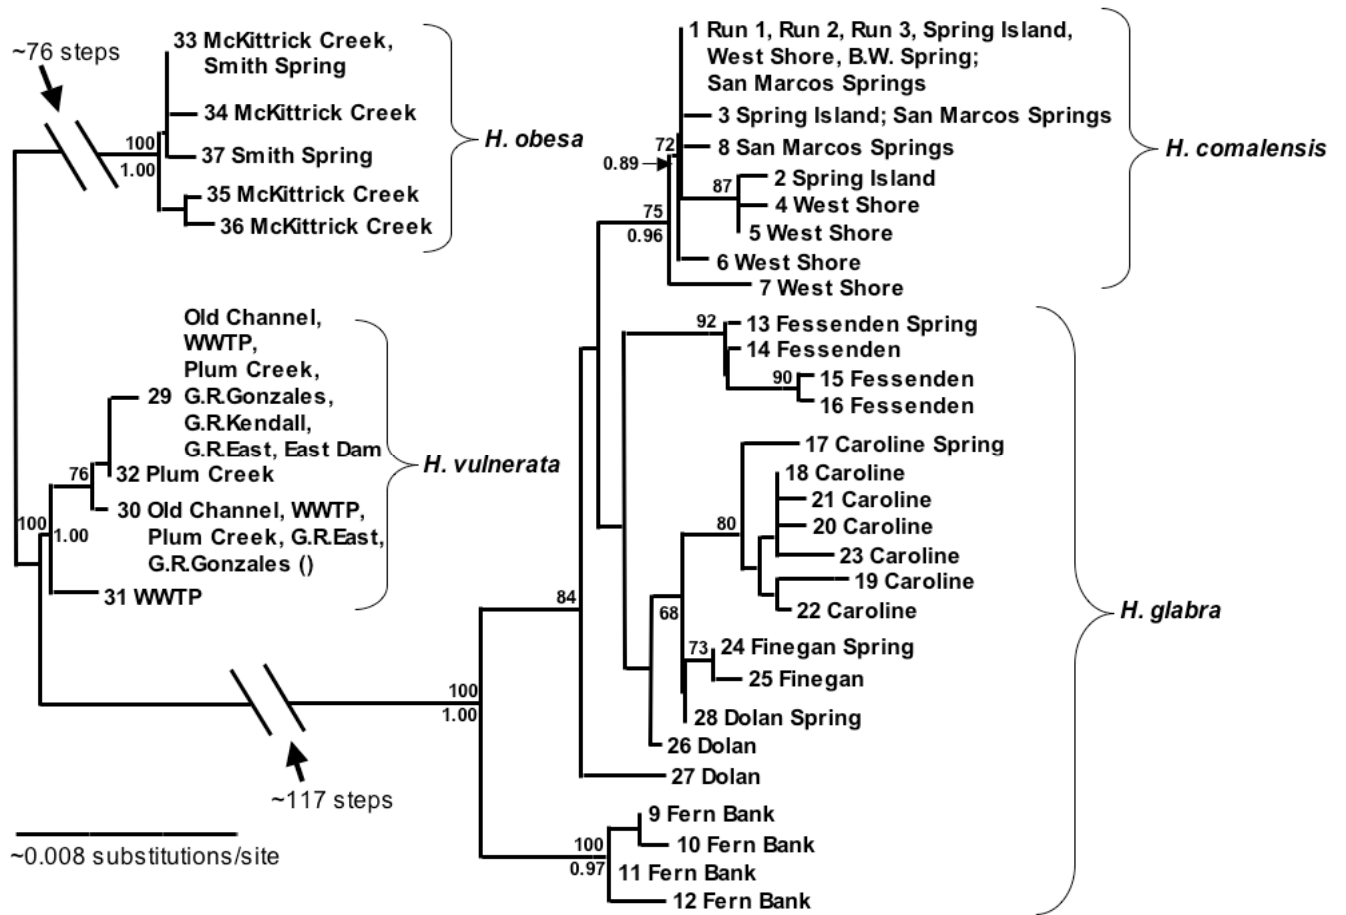 ~76 steps
33 McKittrick Creek,
Smith Spring
34 McKittrick Creek
37 Smith Spring
35 McKittrick Creek
36 McKittrick Creek
100
1.00
H. obesa
Old Channel,
WWTP,
Plum Creek,
29 G.R.Gonzales,
G.R.Kendall,
G.R.East, East Dam
32 Plum Creek
30 Old Channel, WWTP,
Plum Creek, G.R.East,
G.R.Gonzales ()
31 WWTP
76
100
1.00
H. vulnerata
~117 steps
~0.008 substitutions/site
100
1.00
84
1 Run 1, Run 2, Run 3, Spring Island,
West Shore, B.W. Spring;
San Marcos Springs
3 Spring Island; San Marcos Springs
8 San Marcos Springs
2 Spring Island
4 West Shore
5 West Shore
6 West Shore
7 West Shore
72
0.89
87
75
0.96
H. comalensis
92
13 Fessenden Spring
14 Fessenden
90
15 Fessenden
16 Fessenden
17 Caroline Spring
18 Caroline
21 Caroline
80
20 Caroline
23 Caroline
19 Caroline
22 Caroline
68
73
24 Finegan Spring
25 Finegan
28 Dolan Spring
26 Dolan
27 Dolan
9 Fern Bank
100
10 Fern Bank
0.97
11 Fern Bank
12 Fern Bank
H. glabra